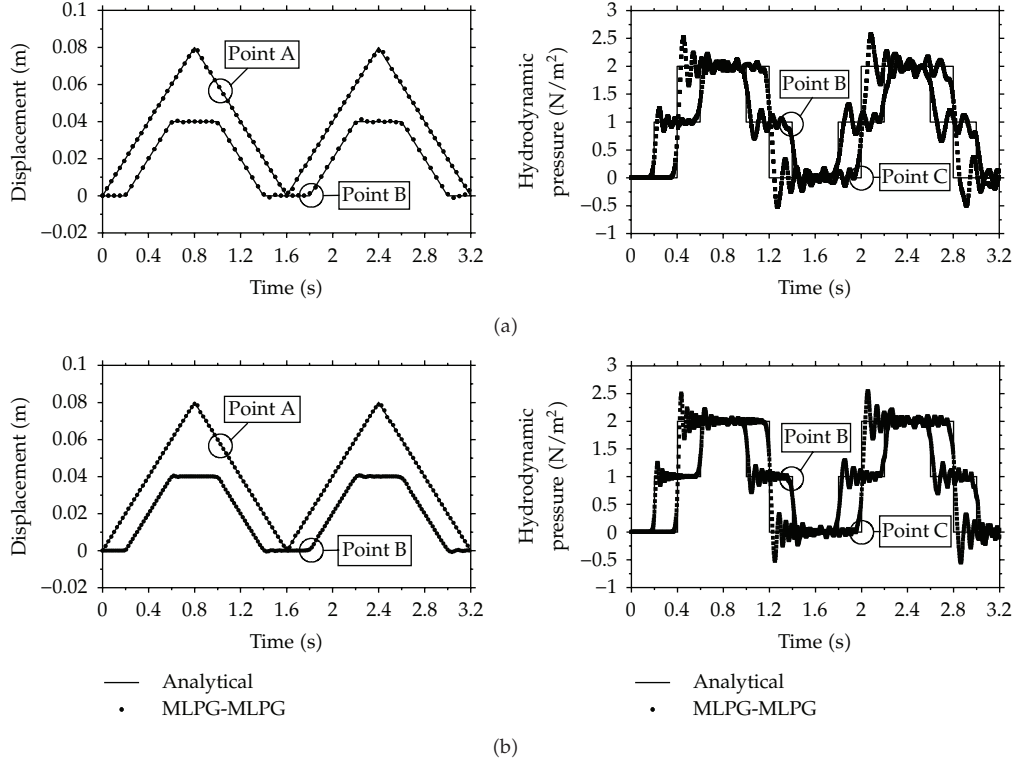 Displacement (m)
0.1
0.08
0.06
0.04
0.02
0
−0.02
Point A
Point B
0 0.4 0.8 1.2 1.6 2 2.4 2.8 3.2
Time (s)
Hydrodynamic
pressure (N/m²)
3
2.5
2
1.5
1
0.5
0
−0.5
−1
Point B
Point C
0 0.4 0.8 1.2 1.6 2 2.4 2.8 3.2
Time (s)
(a)
Displacement (m)
0.1
0.08
0.06
0.04
0.02
0
−0.02
Point A
Point B
0 0.4 0.8 1.2 1.6 2 2.4 2.8 3.2
Time (s)
Analytical
MLPG-MLPG
Hydrodynamic
pressure (N/m²)
3
2.5
2
1.5
1
0.5
0
−0.5
−1
Point B
Point C
0 0.4 0.8 1.2 1.6 2 2.4 2.8 3.2
Time (s)
Analytical
MLPG-MLPG
(b)